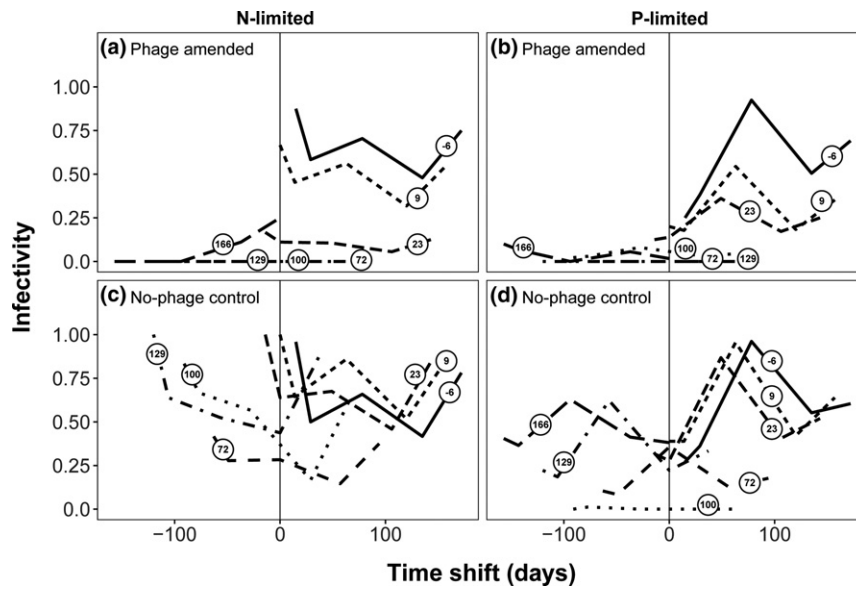 N-limited P-limited
(a) Phage amended (b) Phage amended
1.00
0.75 -6 -6
0.50
9 9
0.25 23
166 23 166 100
0.0 129 100 72 72 129
(c) No-phage control (d) No-phage control
1.00
129 9 -6
0.75 100 23 9
-6 166
0.50 23
72 129
0.25 72
100
0.0
−100 0 100 −100 0 100
Infectivity
Time shift (days)